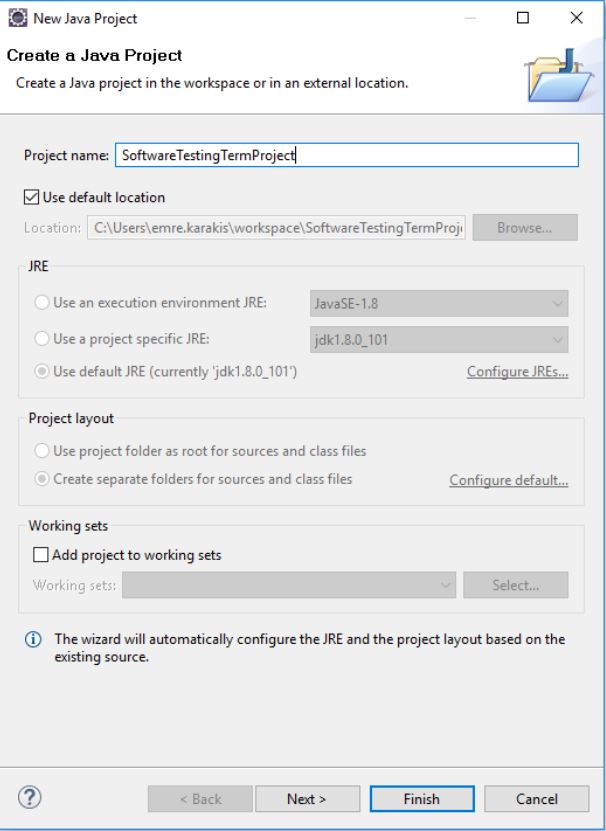 New Java Project
Create a Java Project
Create a Java project in the workspace or in an external location.
Project name: SoftwareTestingTermProject
Use default location
Location: C:\Users\emre.karakis\workspace\SoftwareTestingTermProj Browse...
JRE
Use an execution environment JRE: JavaSE-1.8
Use a project specific JRE: jdk1.8.0_101
Use default JRE (currently 'jdk1.8.0_101') Configure JREs...
Project layout
Use project folder as root for sources and class files
Create separate folders for sources and class files Configure default...
Working sets
Add project to working sets
Working sets: Select...
The wizard will automatically configure the JRE and the project layout based on the
existing source.
? < Back Next > Finish Cancel